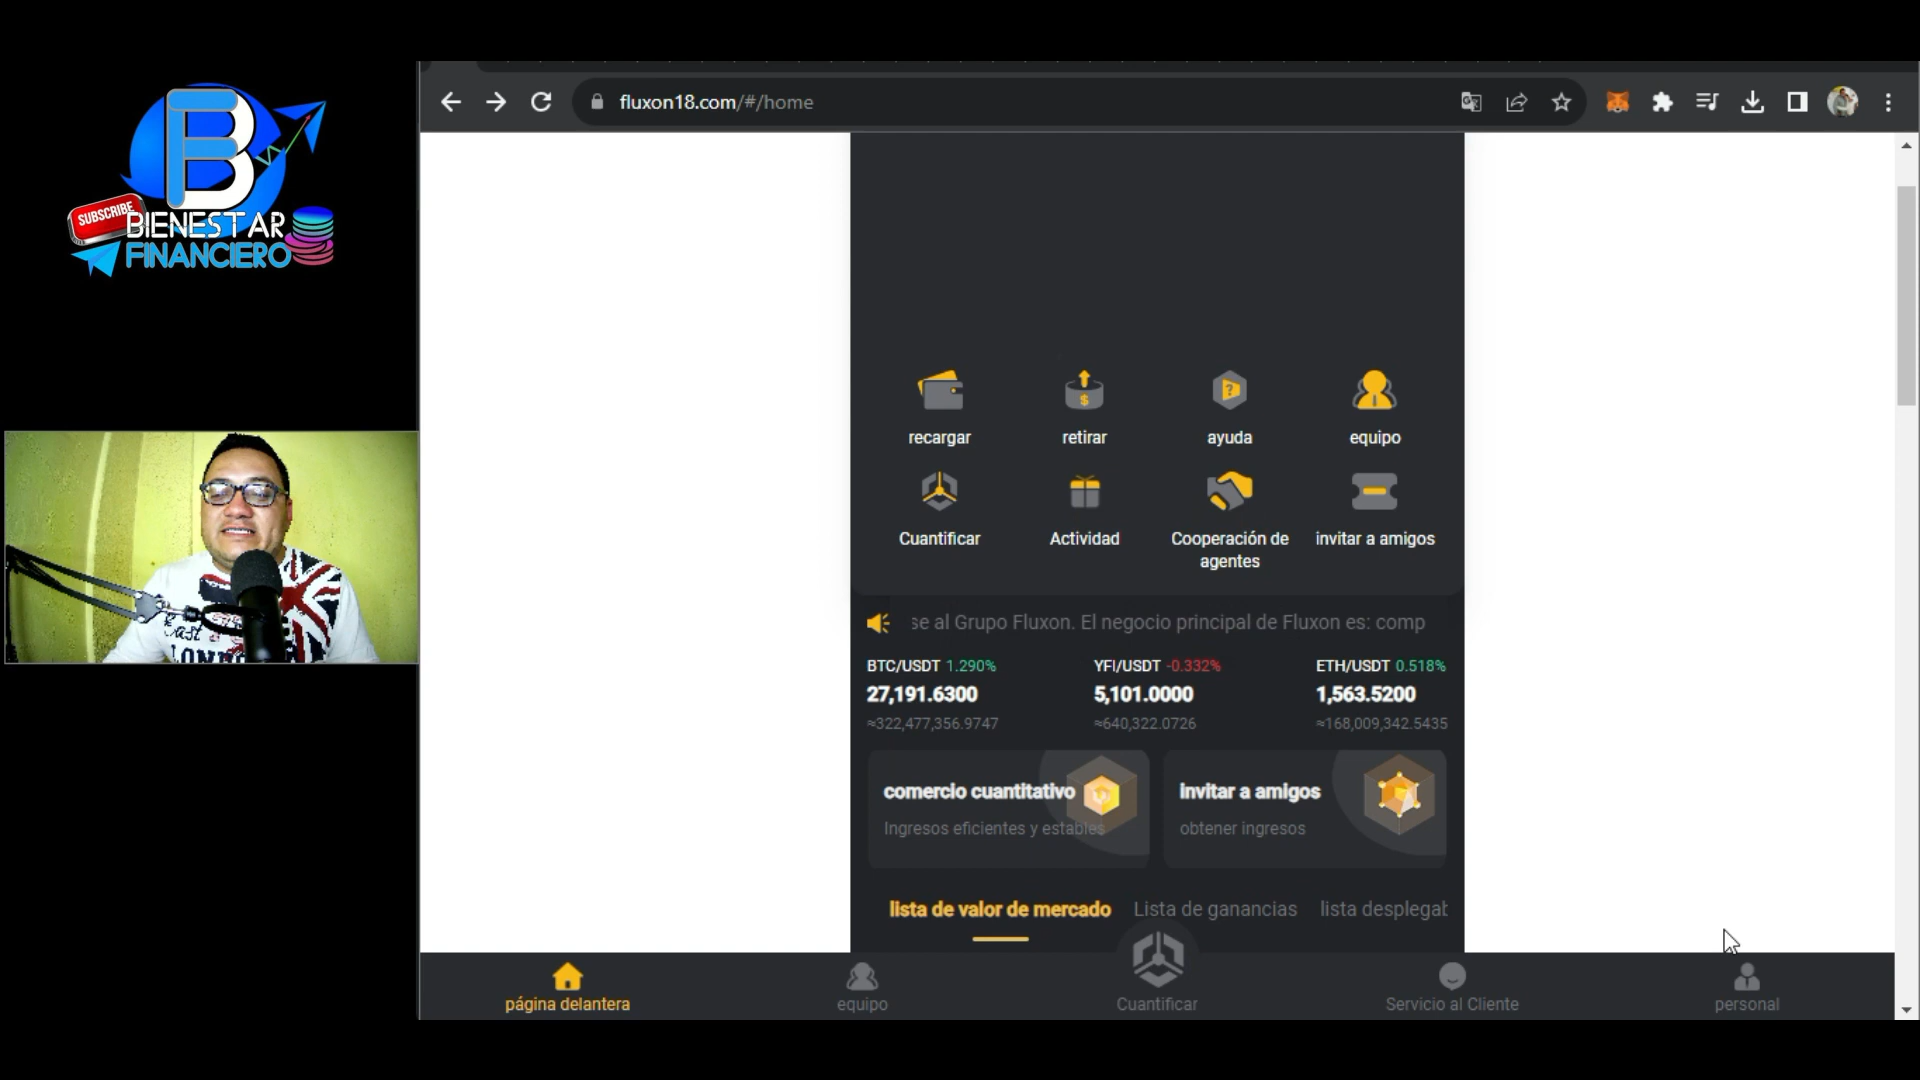 fluxon18.com/#/home
SUBSCRIBE
BIENESTAR
FINANCIERO
recargar
retirar
ayuda
equipo
Cuantificar
Actividad
Cooperación de
agentes
invitar a amigos
se al Grupo Fluxon. El negocio principal de Fluxon es: comp
BTC/USDT 1.290%
YFI/USDT -0.332%
ETH/USDT 0.518%
27,191.6300
5,101.0000
1,563.5200
≈322,477,356.9747
≈640,322.0726
≈168,009,342.5435
comercio cuantitativo
Ingresos eficientes y estables
invitar a amigos
obtener ingresos
lista de valor de mercado
Lista de ganancias
lista desplegab
página delantera
equipo
Cuantificar
Servicio al Cliente
personal